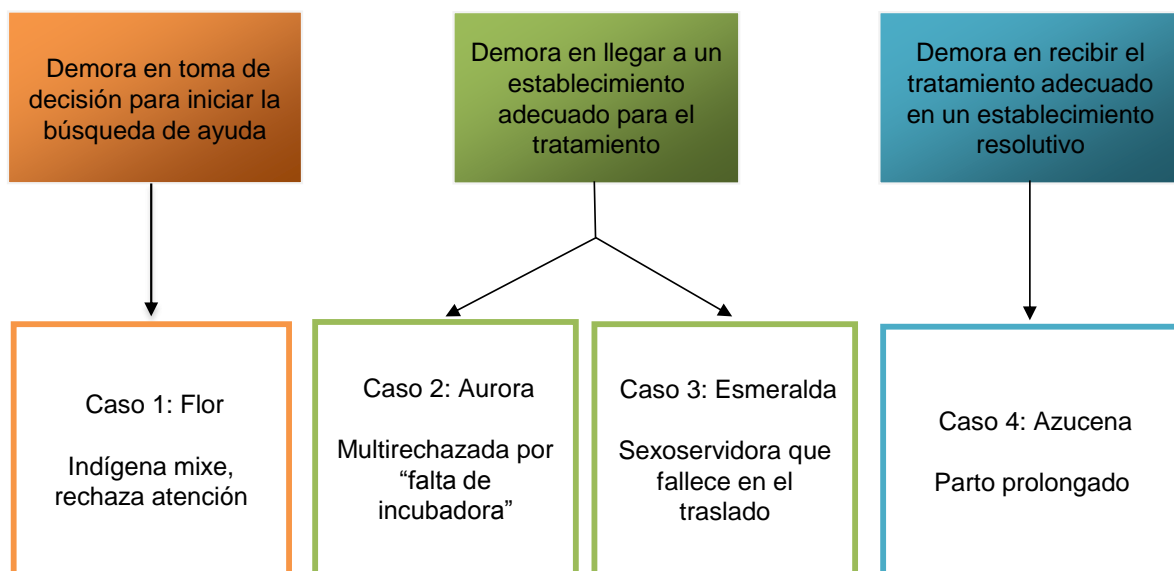 Demora en toma de
decisión para iniciar la
búsqueda de ayuda
Demora en llegar a un
establecimiento
adecuado para el
tratamiento
Demora en recibir el
tratamiento adecuado
en un establecimiento
resolutivo
Caso 1: Flor
Indígena mixe,
rechaza atención
Caso 2: Aurora
Multirechazada por
“falta de
incubadora”
Caso 3: Esmeralda
Sexoservidora que
fallece en el
traslado
Caso 4: Azucena
Parto prolongado